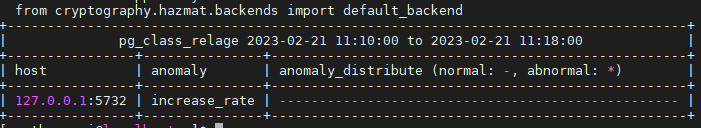 from cryptography.hazmat.backends import default_backend
pg_class_relage 2023-02-21 11:10:00 to 2023-02-21 11:18:00
| host | anomaly | anomaly_distribute (normal: -, abnormal: *) |
| 127.0.0.1:5732 | increase_rate | ---------------------------------------- |